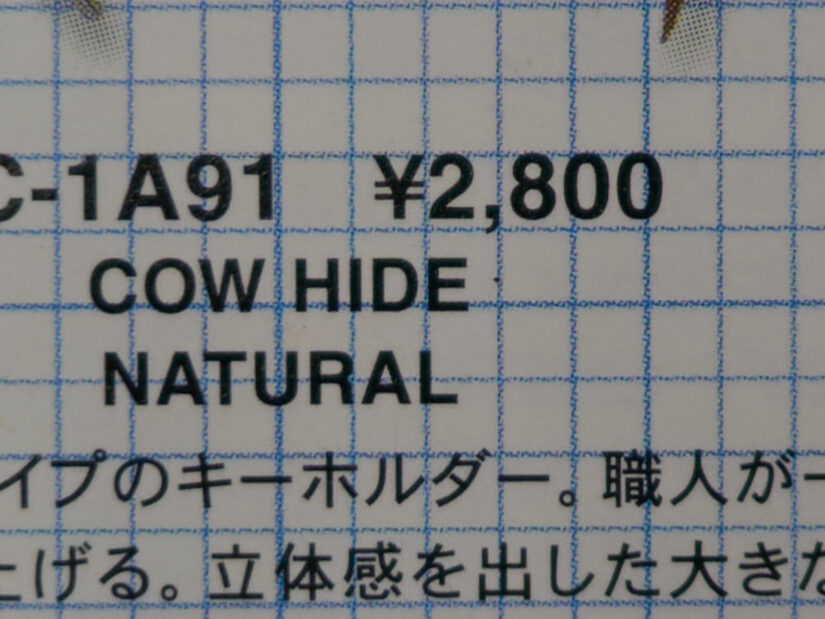 C-1A91 ¥2,800
COW HIDE
NATURAL
イプのキーホルダー。職人が一
上げる。立体感を出した大きな